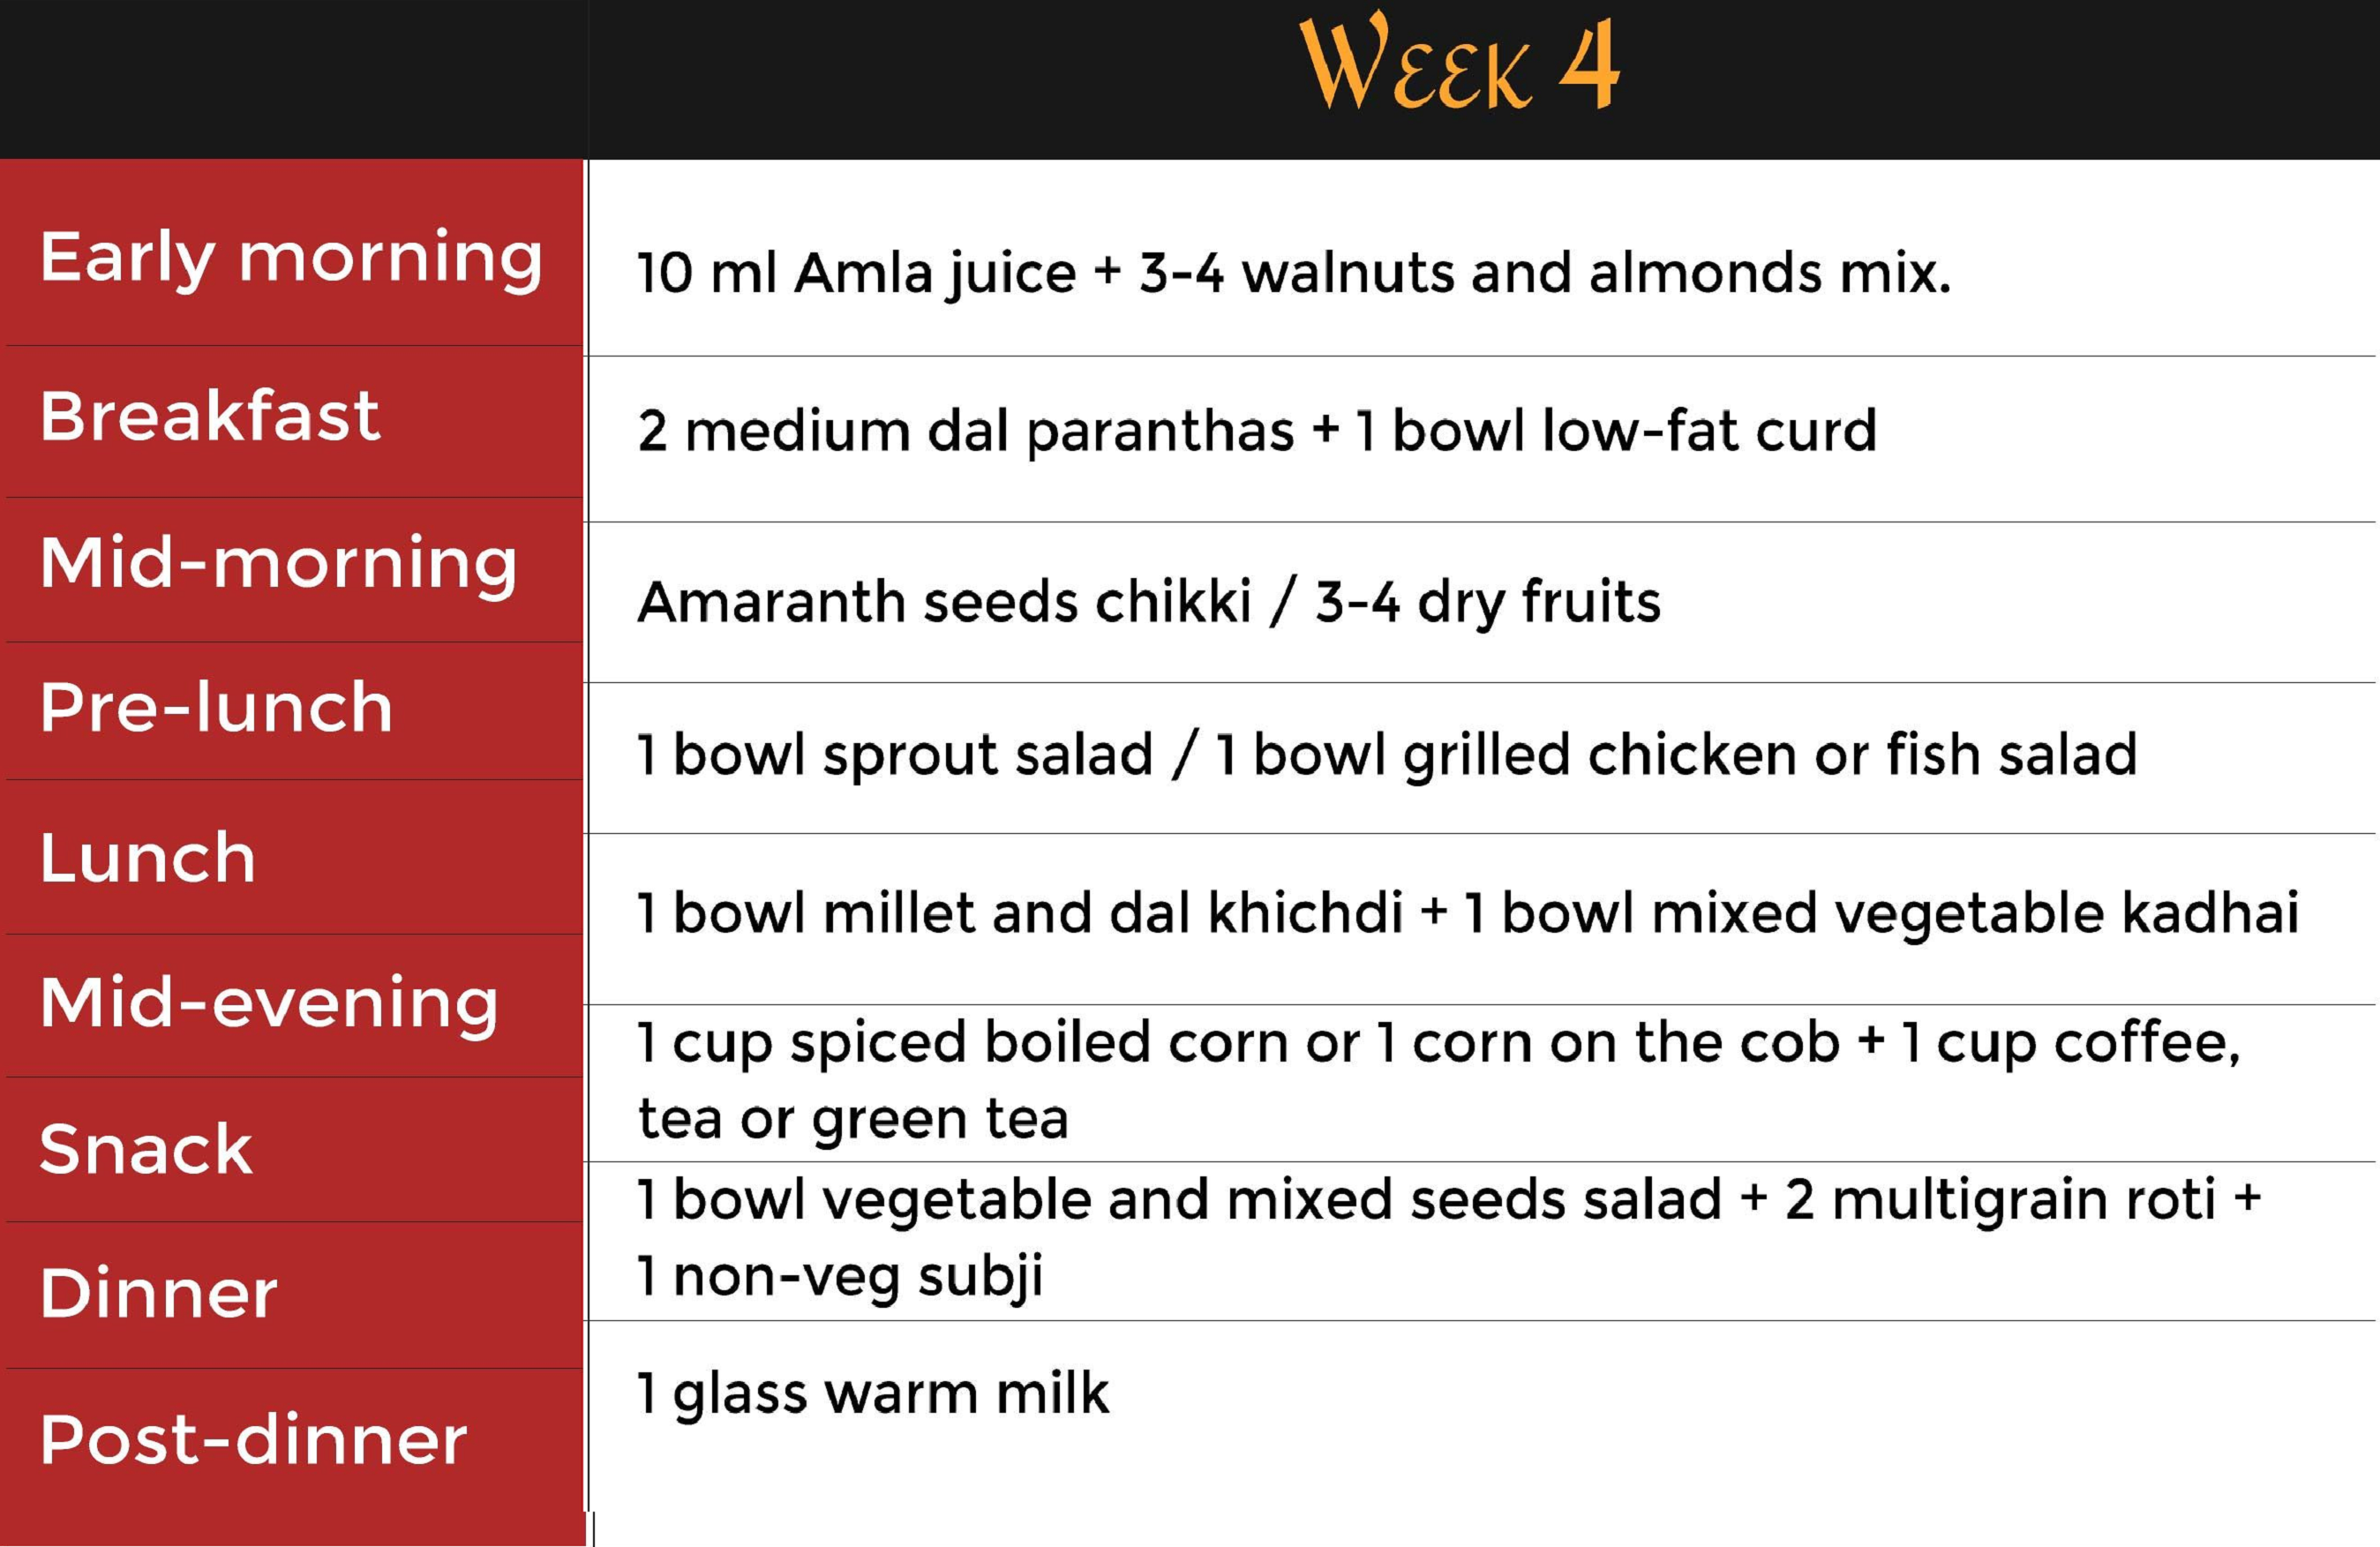 Week 4
Early morning
10 ml Amla juice + 3-4 walnuts and almonds mix.
Breakfast
2 medium dal paranthas + 1 bowl low-fat curd
Mid-morning
Amaranth seeds chikki / 3-4 dry fruits
Pre-lunch
1 bowl sprout salad / 1 bowl grilled chicken or fish salad
Lunch
1 bowl millet and dal khichdi + 1 bowl mixed vegetable kadhai
Mid-evening
1 cup spiced boiled corn or 1 corn on the cob + 1 cup coffee,
tea or green tea
Snack
1 bowl vegetable and mixed seeds salad + 2 multigrain roti +
1 non-veg subji
Dinner
1 glass warm milk
Post-dinner